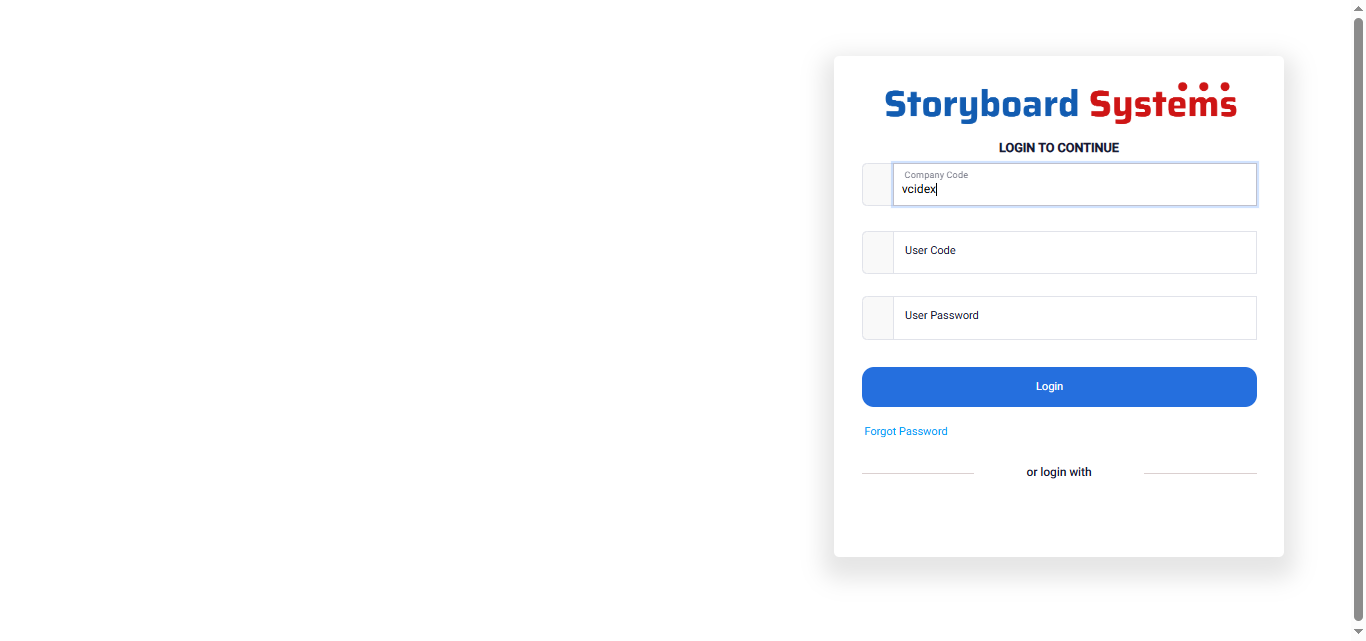 Storyboard Systems
LOGIN TO CONTINUE
Company Code
vcidex
User Code
User Password
Login
Forgot Password
or login with